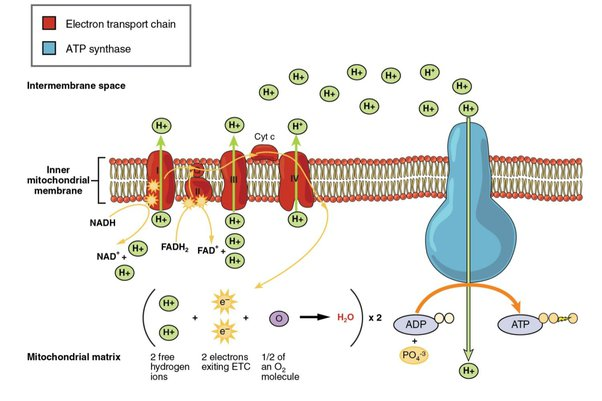 Electron transport chain
ATP synthase
Intermembrane space
H+ H+ H+ H+ H+ H+ H+
H+ H+ H+ H+
H+ H+ H+
Cyt c
Inner
mitochondrial
membrane
I II III IV
NADH
H+ H+ H+
FADH₂ FAD⁺ +
H+
NAD⁺ + H+
H+ H+
e⁻
H+
+ + O H₂O x 2
H+
e⁻
ADP
+
PO₄⁻³
ATP
Mitochondrial matrix
2 free
hydrogen
ions
2 electrons
exiting ETC
1/2 of
an O₂
molecule
H+